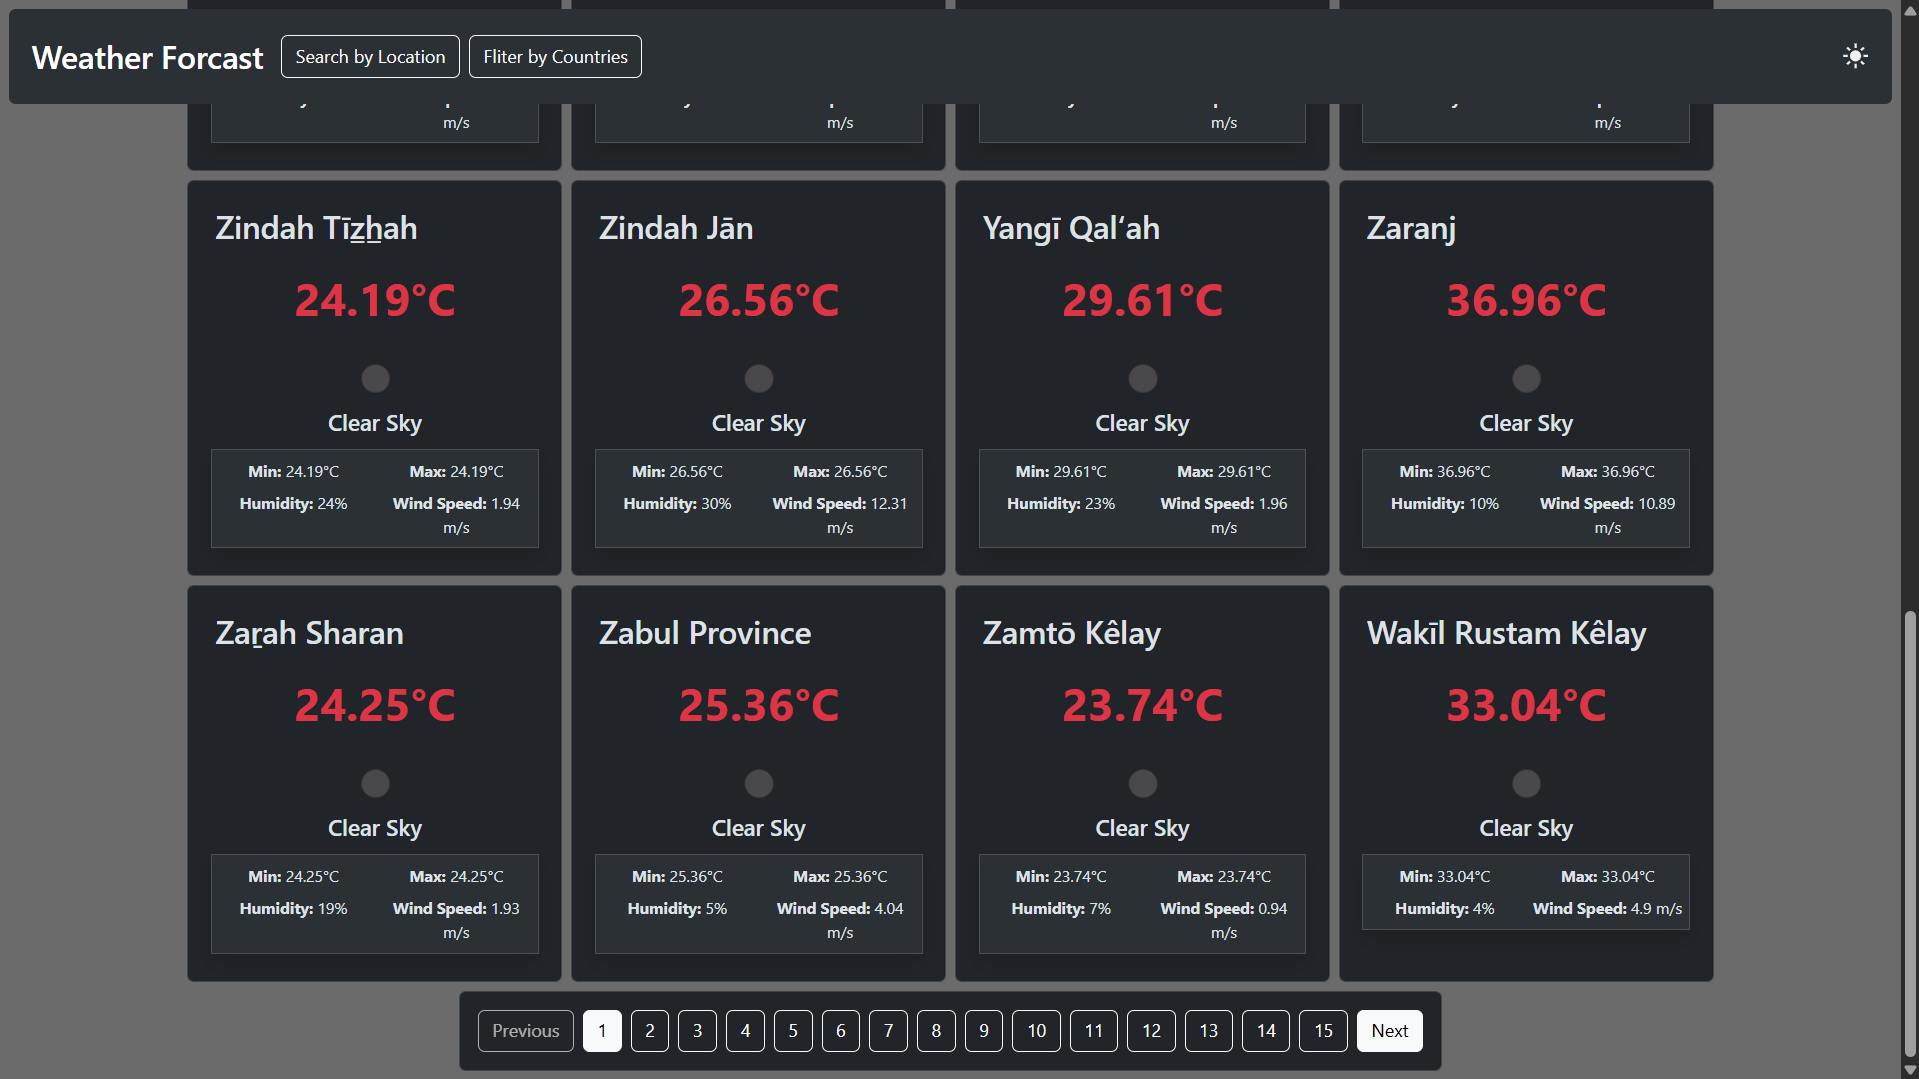 Weather Forcast Search by Location Fliter by Countries
m/s m/s m/s m/s
Zindah Tīz̲h̲ah Zindah Jān Yangī Qal‘ah Zaranj
24.19°C 26.56°C 29.61°C 36.96°C
Clear Sky Clear Sky Clear Sky Clear Sky
Min: 24.19°C Max: 24.19°C Min: 26.56°C Max: 26.56°C Min: 29.61°C Max: 29.61°C Min: 36.96°C Max: 36.96°C
Humidity: 24% Wind Speed: 1.94 Humidity: 30% Wind Speed: 12.31 Humidity: 23% Wind Speed: 1.96 Humidity: 10% Wind Speed: 10.89
m/s m/s m/s m/s
Zaṟah Sharan Zabul Province Zamtō Kêlay Wakīl Rustam Kêlay
24.25°C 25.36°C 23.74°C 33.04°C
Clear Sky Clear Sky Clear Sky Clear Sky
Min: 24.25°C Max: 24.25°C Min: 25.36°C Max: 25.36°C Min: 23.74°C Max: 23.74°C Min: 33.04°C Max: 33.04°C
Humidity: 19% Wind Speed: 1.93 Humidity: 5% Wind Speed: 4.04 Humidity: 7% Wind Speed: 0.94 Humidity: 4% Wind Speed: 4.9 m/s
m/s m/s m/s
Previous 1 2 3 4 5 6 7 8 9 10 11 12 13 14 15 Next